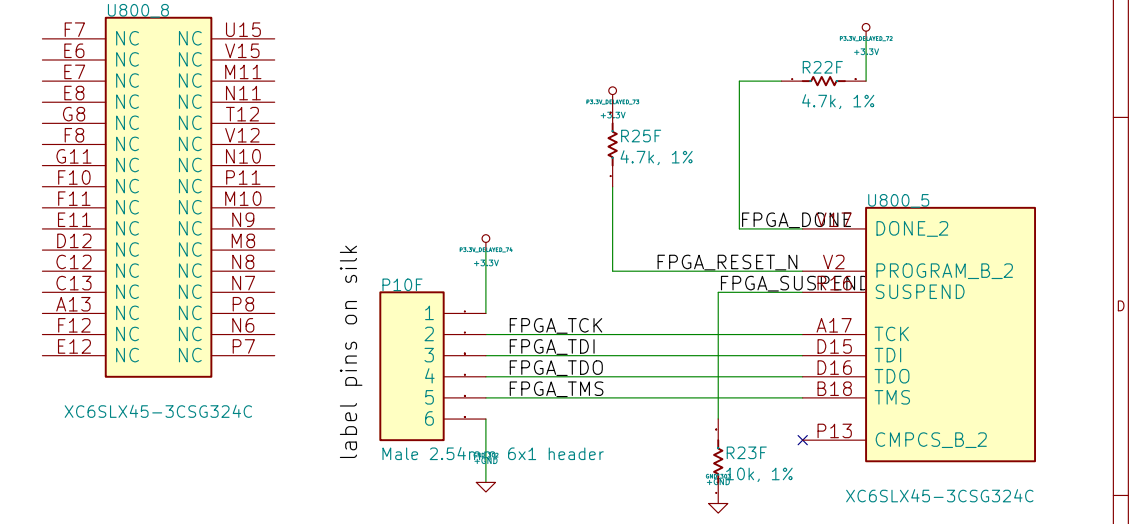 U800_8
F7 NC NC U15
E6 NC NC V15
E7 NC NC M11
E8 NC NC N11
G8 NC NC T12
F8 NC NC V12
G11 NC NC N10
F10 NC NC P11
F11 NC NC M10
E11 NC NC N9
D12 NC NC M8
C12 NC NC N8
C13 NC NC N7
A13 NC NC P8
F12 NC NC N6
E12 NC NC P7
XC6SLX45-3CSG324C
P3.3V_DELAYED_72
+3.3V
R22F
4.7k, 1%
P3.3V_DELAYED_73
+3.3V
R25F
4.7k, 1%
P3.3V_DELAYED_74
+3.3V
label pins on silk
P10F
1
2
3
4
5
6
Male 2.54mm 6x1 header
+GND
FPGA_DONE
FPGA_RESET_N
FPGA_SUSPEND
FPGA_TCK
FPGA_TDI
FPGA_TDO
FPGA_TMS
U800_5
V17 DONE_2
V2 PROGRAM_B_2
SUSPEND
A17 TCK
D15 TDI
D16 TDO
B18 TMS
P13 CMPCS_B_2
XC6SLX45-3CSG324C
R23F
10k, 1%
+GND
D